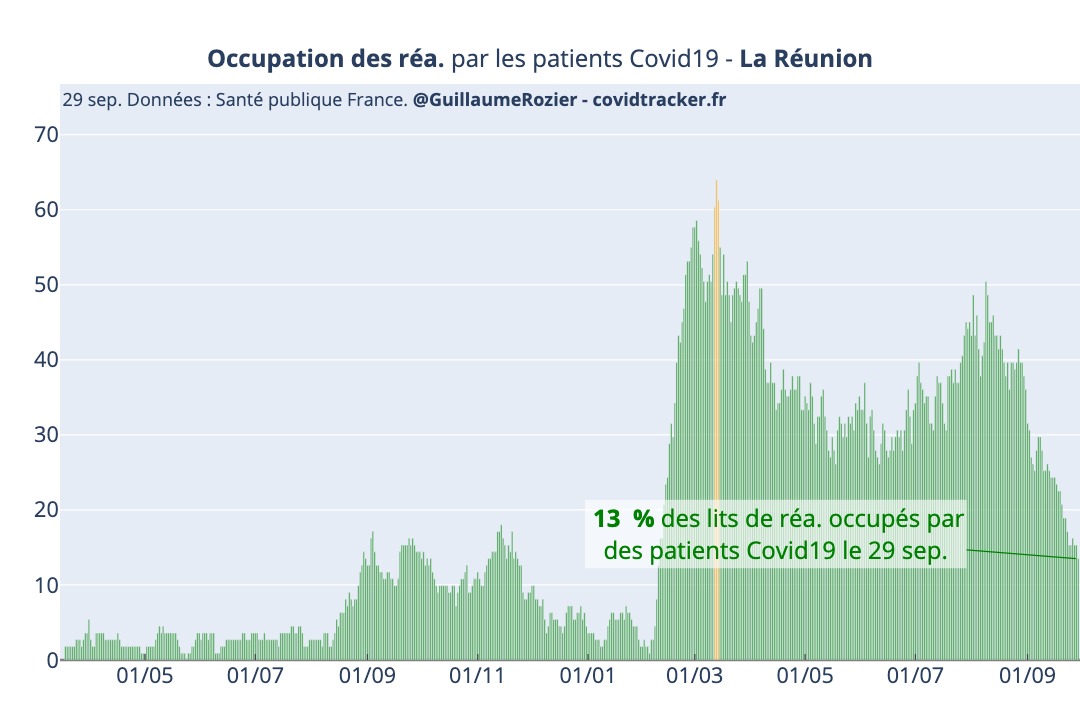 Occupation des réa. par les patients Covid19 - La Réunion
29 sep. Données : Santé publique France. @GuillaumeRozier - covidtracker.fr
70
60
50
40
30
20
10
0
13 % des lits de réa. occupés par
des patients Covid19 le 29 sep.
01/05 01/07 01/09 01/11 01/01 01/03 01/05 01/07 01/09